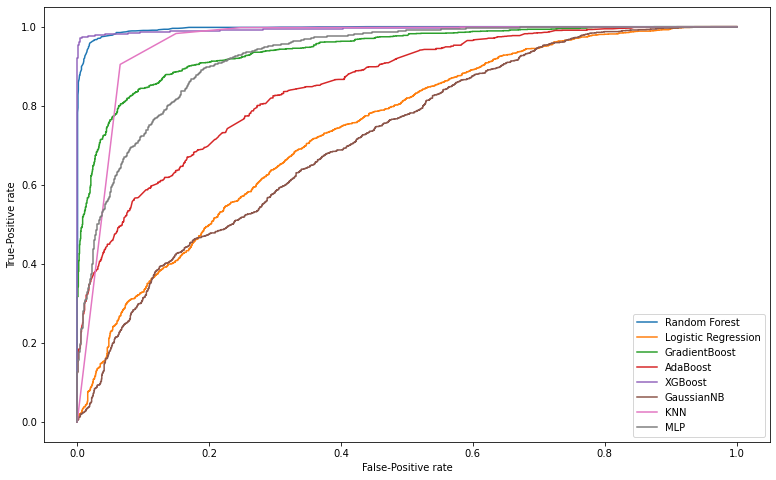 1.0
0.8
0.6
0.4
0.2
0.0
True-Positive rate
0.0 0.2 0.4 0.6 0.8 1.0
False-Positive rate
Random Forest
Logistic Regression
GradientBoost
AdaBoost
XGBoost
GaussianNB
KNN
MLP